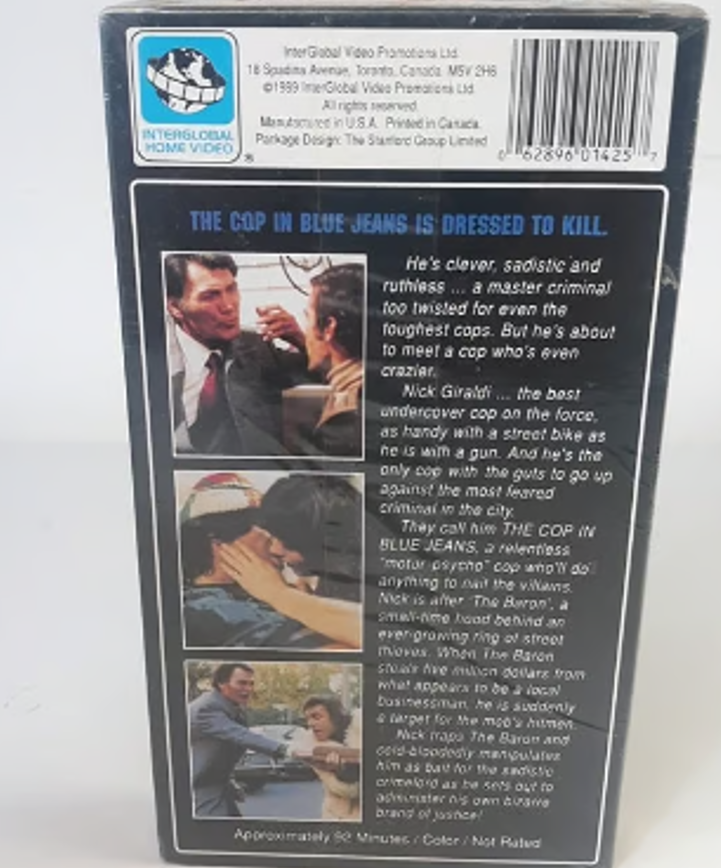 InterGlobal Video Promotions Ltd.
18 Spadina Avenue, Toronto, Canada M5V 2H6
©1989 InterGlobal Video Promotions Ltd.
All rights reserved.
Manufactured in U.S.A. Printed in Canada.
Package Design: The Stanford Group Limited
INTERGLOBAL
HOME VIDEO ®
0 62896 01425 7
THE COP IN BLUE JEANS IS DRESSED TO KILL.
He's clever, sadistic and
ruthless ... a master criminal
too twisted for even the
toughest cops. But he's about
to meet a cop who's even
crazier.
Nick Giraldi ... the best
undercover cop on the force,
as handy with a street bike as
he is with a gun. And he's the
only cop with the guts to go up
against the most feared
criminal in the city.
They call him THE COP IN
BLUE JEANS, a relentless
"motor psycho" cop who'll do
anything to nail the villains.
Nick is after 'The Baron', a
small-time hood behind an
ever-growing ring of street
thieves. When The Baron
steals five million dollars from
what appears to be a local
businessman, he is suddenly
a target for the mob's hitmen.
Nick traps The Baron and
cold-bloodedly manipulates
him as bait for the sadistic
crimelord as he sets out to
administer his own bizarre
brand of justice!
Approximately 92 Minutes / Color / Not Rated